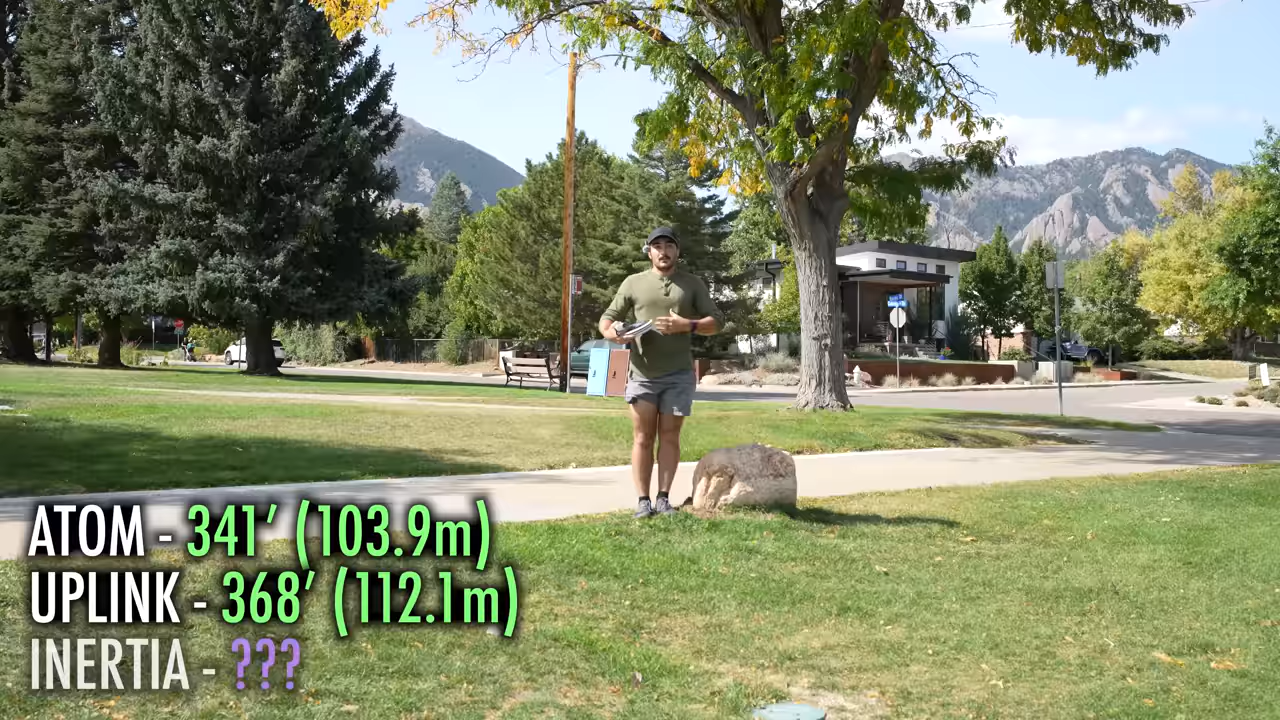 ATOM - 341’ (103.9m)
UPLINK - 368’ (112.1m)
INERTIA - ???